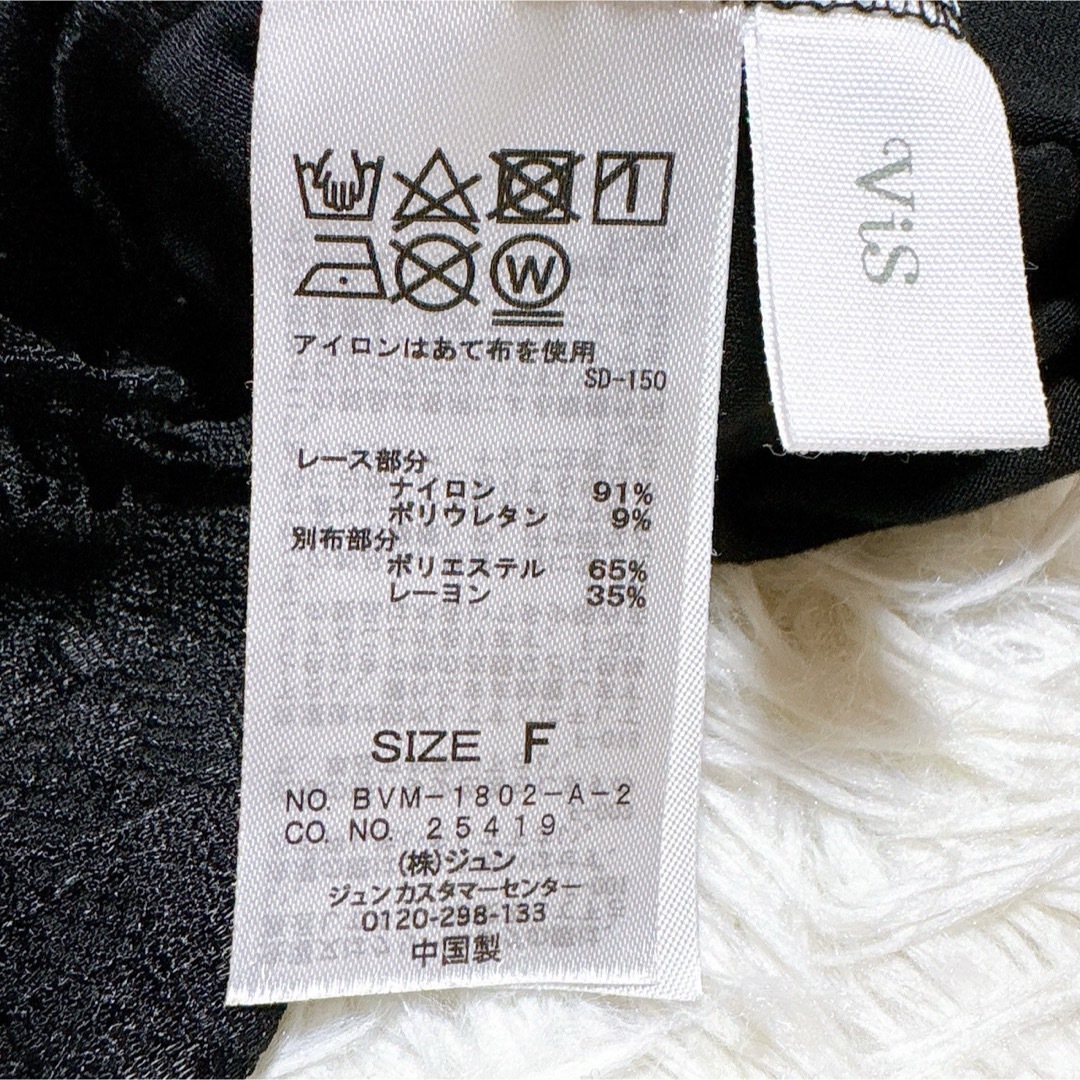 W
アイロンはあて布を使用
SD-150
レース部分
ナイロン 91%
ポリウレタン 9%
別布部分
ポリエステル 65%
レーヨン 35%
SIZE F
NO. BVM-1802-A-2
CO. NO. 25419
(株)ジュン
ジュンカスタマーセンター
0120-298-133
中国製
ViS